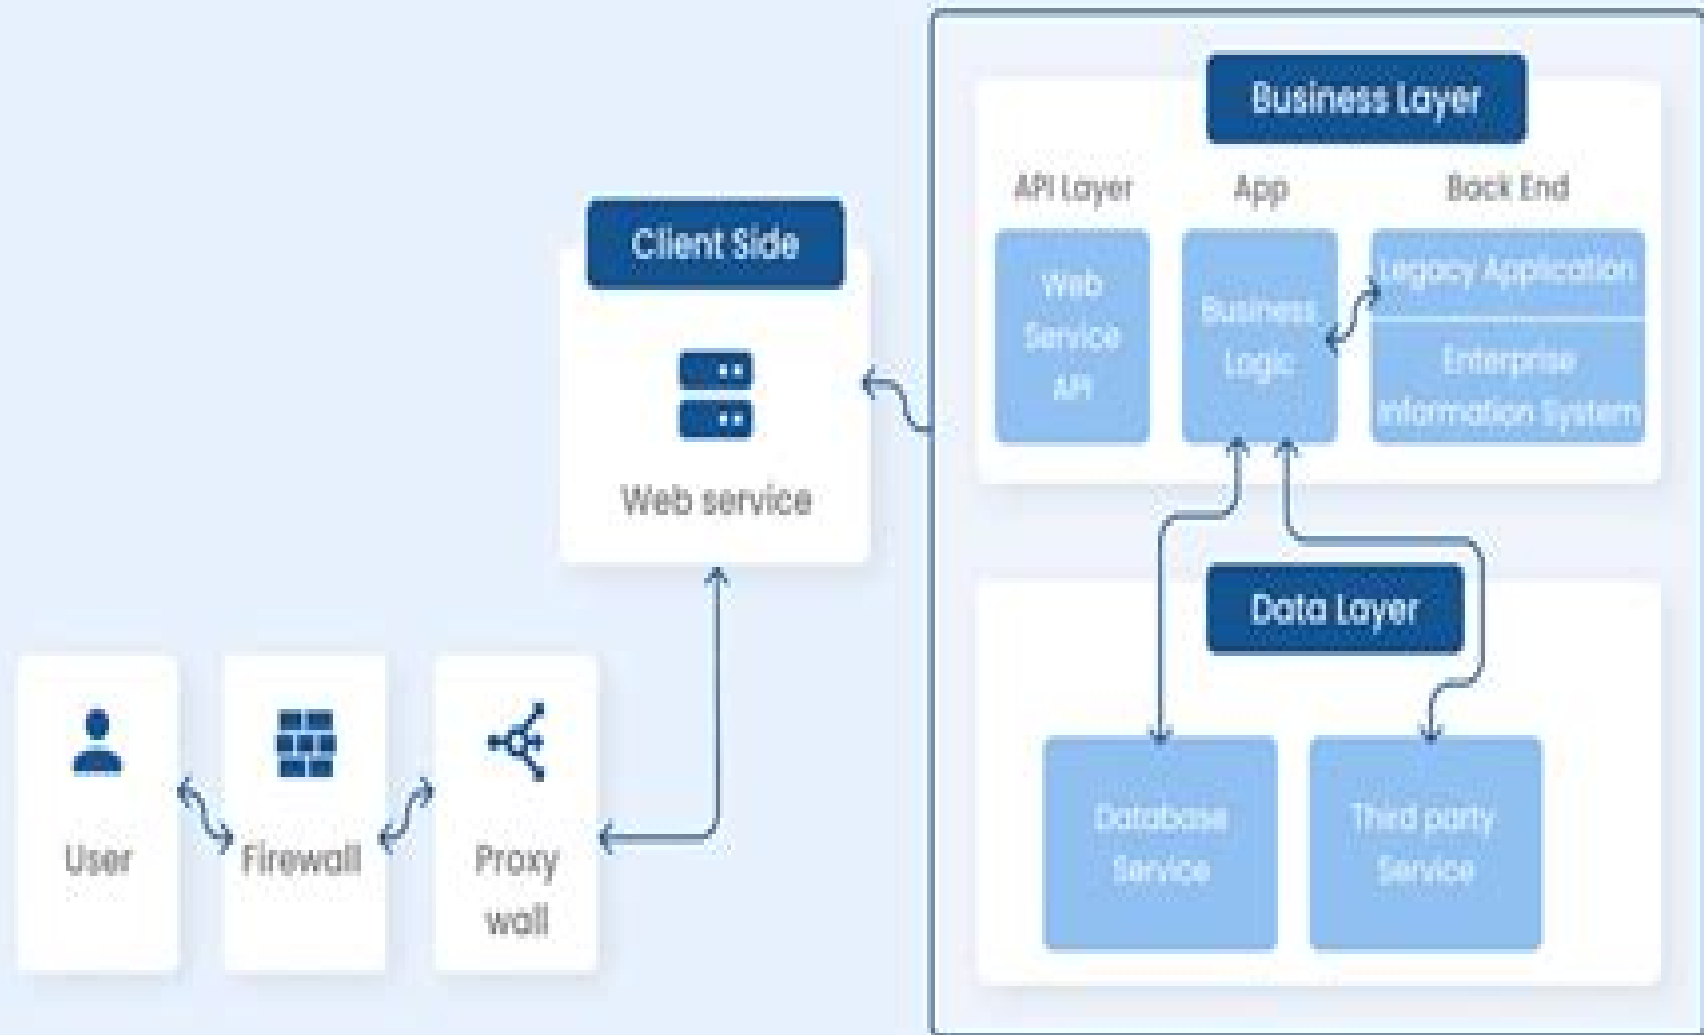 Business Layer
API Layer
App
Back End
Web
Service
API
Business
Logic
Legacy Application
Enterprise
Information System
Client Side
Web service
Data Layer
Database
Service
Third party
Service
User
Firewall
Proxy
wall